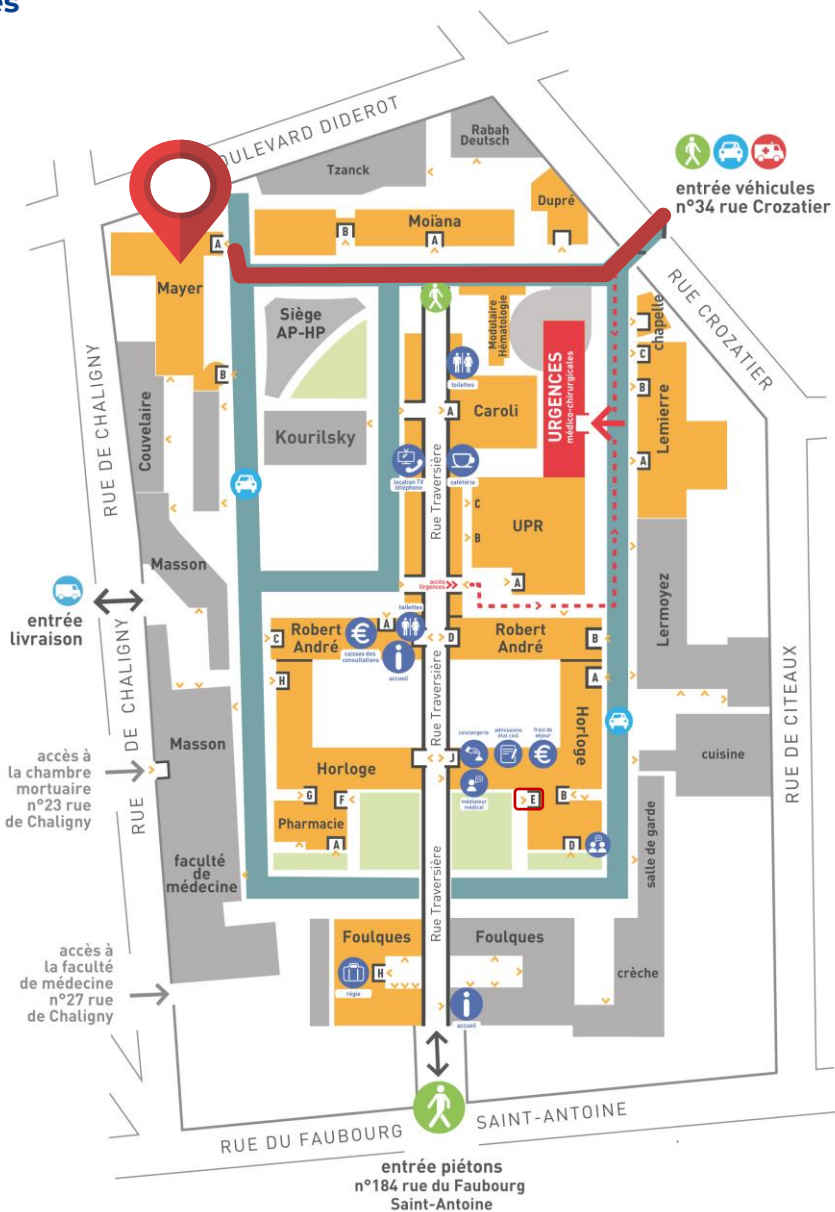 es
BOULEVARD DIDEROT
Rabah
Deutsch
Tzanck
entrée véhicules
n°34 rue Crozatier
Dupré
Moïana
B
A
A
Mayer
RUE CROZATIER
Siège
AP-HP
Modulaire
Hématologie
chapelle
toilettes
C
B
B
URGENCES
médico-chirurgicales
Lemierre
RUE DE CHALIGNY
Couvelaire
A
Caroli
Kourilsky
Rue Traversière
location TV
téléphone
cafétéria
A
C
UPR
B
Masson
accès
Urgences
A
Lermoyez
entrée
livraison
toilettes
C
Robert
André
A
D
Robert
André
B
caisses des
consultations
accueil
H
A
Rue Traversière
Horloge
RUE DE CITEAUX
RUE DE CHALIGNY
Masson
conciergerie
admissions
état civil
frais de
séjour
cuisine
accès à
la chambre
mortuaire
n°23 rue
de Chaligny
Horloge
J
médiateur
médical
G
F
E
B
Pharmacie
A
D
faculté
de
médecine
Rue Traversière
salle de garde
accès à
la faculté
de médecine
n°27 rue
de Chaligny
Foulques
Foulques
H
régie
crèche
accueil
RUE DU FAUBOURG SAINT-ANTOINE
entrée piétons
n°184 rue du Faubourg
Saint-Antoine